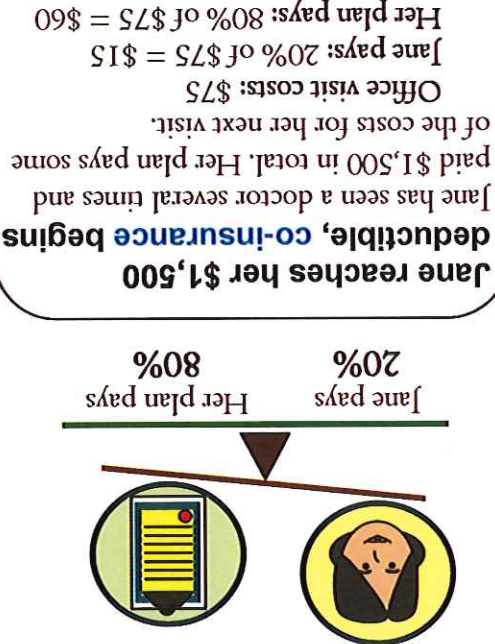 Jane pays Her plan pays
20% 80%
Jane reaches her $1,500
deductible, co-insurance begins
Jane has seen a doctor several times and
paid $1,500 in total. Her plan pays some
of the costs for her next visit.
Office visit costs: $75
Jane pays: 20% of $75 = $15
Her plan pays: 80% of $75 = $60